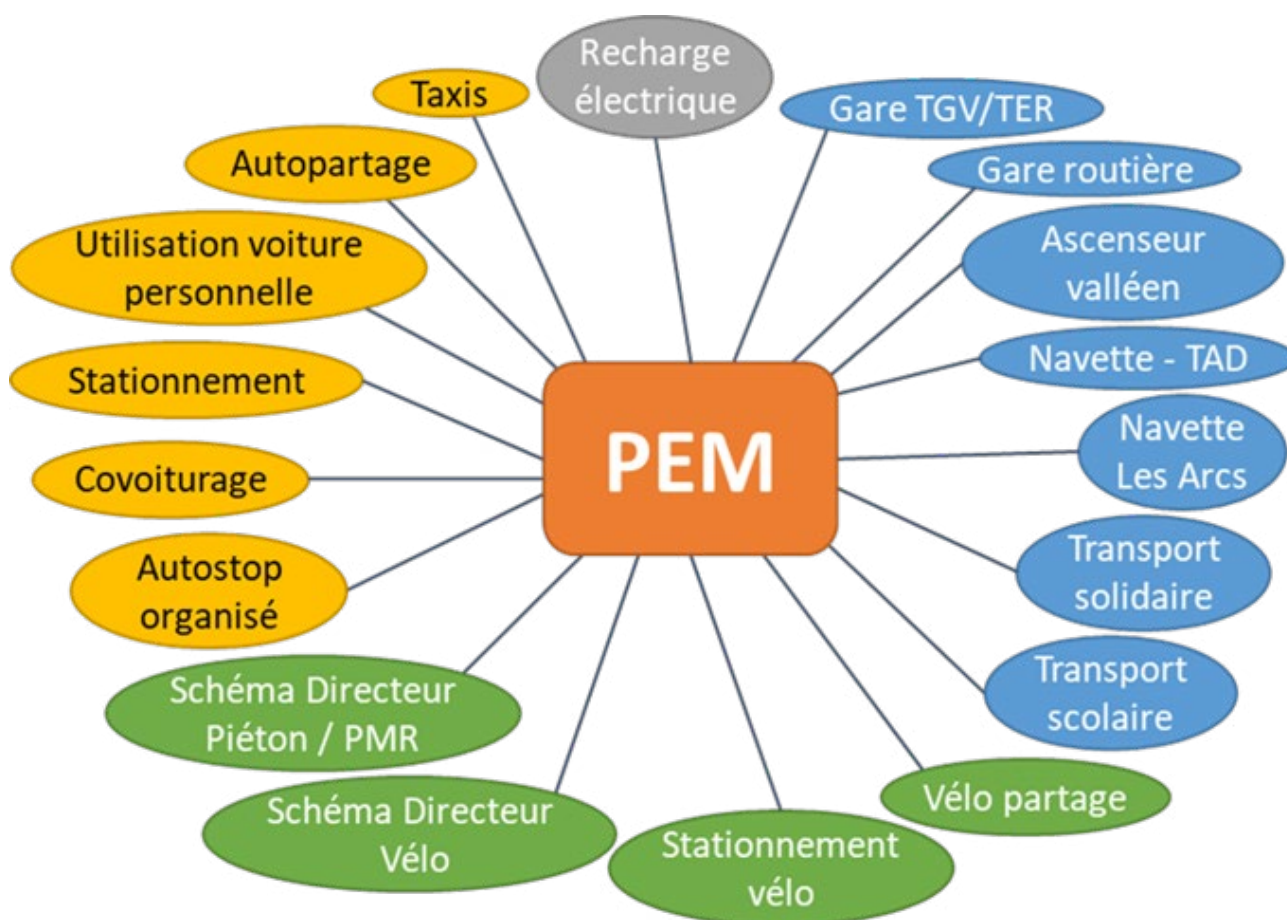 Recharge
électrique
Taxis
Gare TGV/TER
Autopartage
Gare routière
Utilisation voiture
personnelle
Ascenseur
valléen
Stationnement
Navette - TAD
PEM
Navette
Les Arcs
Covoiturage
Autostop
organisé
Transport
solidaire
Schéma Directeur
Piéton / PMR
Transport
scolaire
Schéma Directeur
Vélo
Stationnement
vélo
Vélo partage